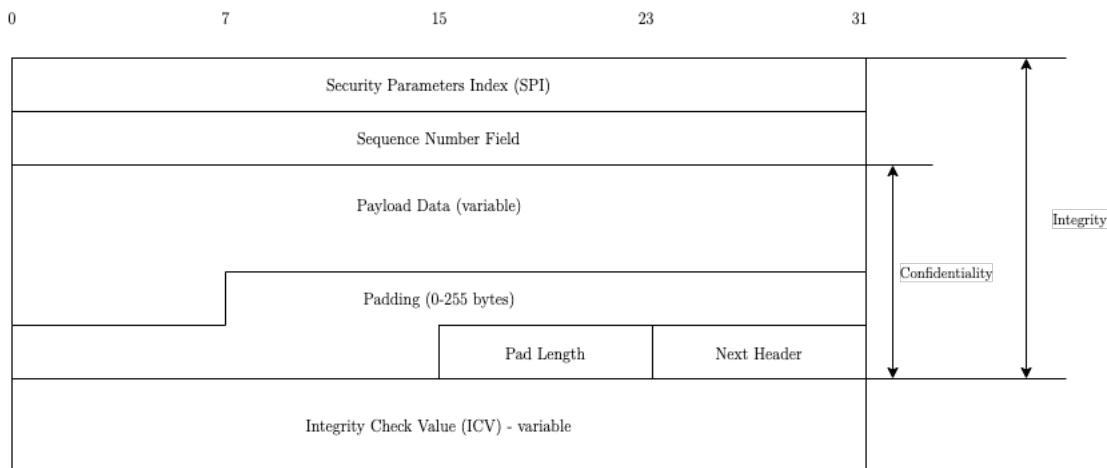 0 7 15 23 31
Security Parameters Index (SPI)
Sequence Number Field
Payload Data (variable)
Integrity
Confidentiality
Padding (0-255 bytes)
Pad Length Next Header
Integrity Check Value (ICV) - variable